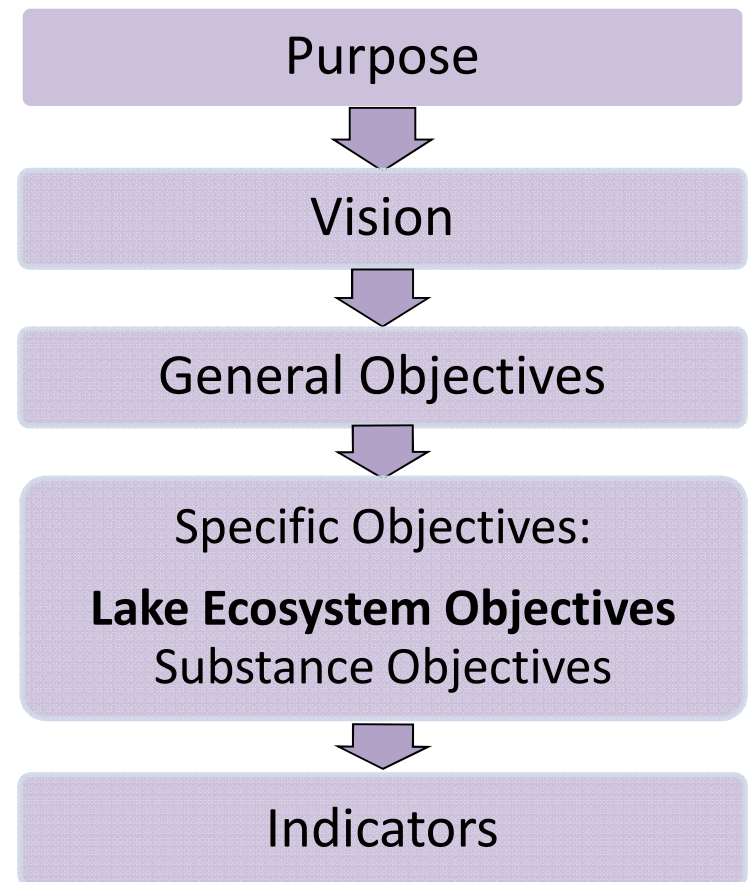 Purpose
Vision
General Objectives
Specific Objectives:
Lake Ecosystem Objectives
Substance Objectives
Indicators